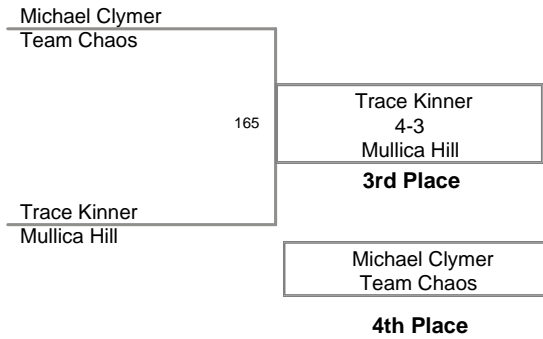 Michael Clymer
Team Chaos
165
Trace Kinner
4-3
Mullica Hill
3rd Place
Trace Kinner
Mullica Hill
Michael Clymer
Team Chaos
4th Place